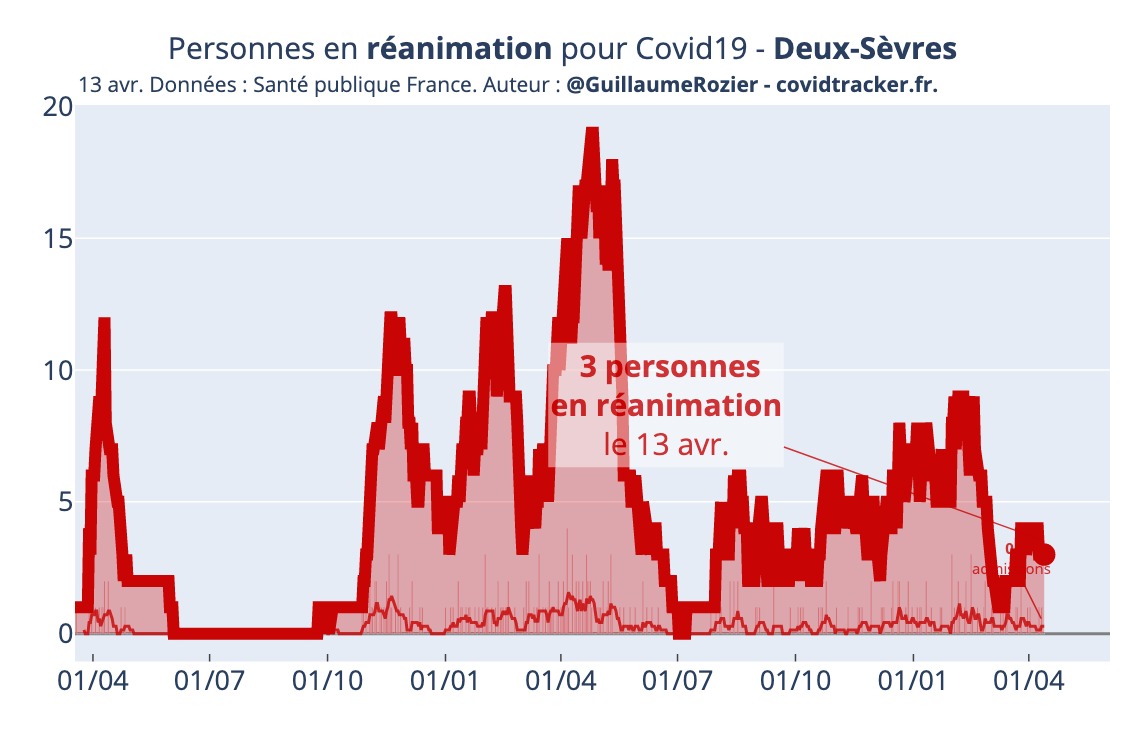 Personnes en réanimation pour Covid19 - Deux-Sèvres
13 avr. Données : Santé publique France. Auteur : @GuillaumeRozier - covidtracker.fr.
20
15
10
5
0
3 personnes
en réanimation
le 13 avr.
0
admissions
01/04 01/07 01/10 01/01 01/04 01/07 01/10 01/01 01/04